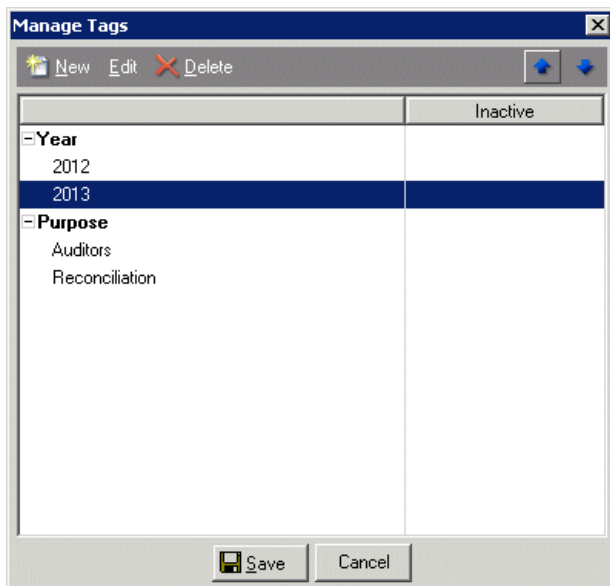 Manage Tags
New Edit Delete
Inactive
Year
2012
2013
Purpose
Auditors
Reconciliation
Save Cancel